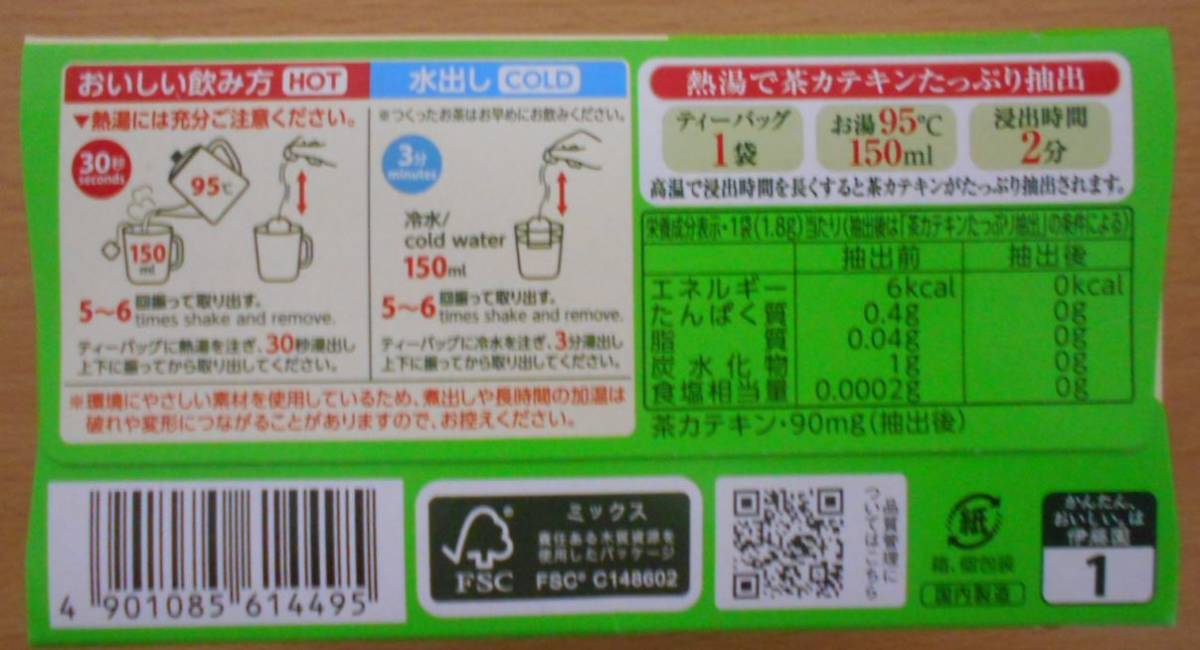 おいしい飲み方 HOT
▼熱湯には充分ご注意ください。
30秒
seconds
95℃
150
ml
5~6 回振って取り出す。
times shake and remove.
ティーバッグに熱湯を注ぎ、30秒浸出し
上下に振ってから取り出してください。
水出し COLD
※つくったお茶はお早めにお飲みください。
3分
minutes
冷水/
cold water
150ml
5~6 回振って取り出す。
times shake and remove.
ティーバッグに冷水を注ぎ、3分浸出し
上下に振ってから取り出してください。
※環境にやさしい素材を使用しているため、煮出しや長時間の加温は
破れや変形につながることがありますので、お控えください。
熱湯で茶カテキンたっぷり抽出
ティーバッグ
1袋
お湯95℃
150ml
浸出時間
2分
高温で浸出時間を長くすると茶カテキンがたっぷり抽出されます。
栄養成分表示・1袋(1.8g)当たり(抽出後は「茶カテキンたっぷり抽出」の条件による)
抽出前 抽出後
エネルギー 6kcal 0kcal
たんぱく質 0.4g 0g
脂質 0.04g 0g
炭水化物 1g 0g
食塩相当量 0.0002g 0g
茶カテキン・90mg(抽出後)
4 901085 614495
FSC
ミックス
責任ある木質資源を
使用したパッケージ
FSC® C148602
品質管理に
ついてはこちら
紙
箱、個包装
国内製造
かんたん、
おいしい、は
伊藤園
1